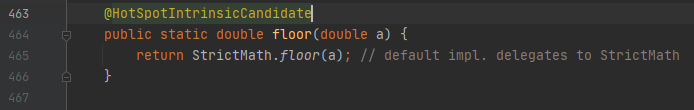 463 @HotSpotIntrinsicCandidate
464 public static double floor(double a) {
465 return StrictMath.floor(a); // default impl. delegates to StrictMath
466 }
467